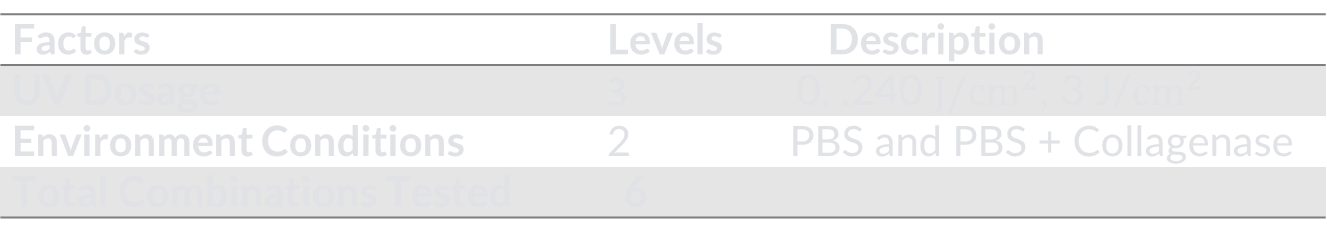 Factors Levels Description
UV Dosage 3 0, .240 J/cm², 3 J/cm²
Environment Conditions 2 PBS and PBS + Collagenase
Total Combinations Tested 6